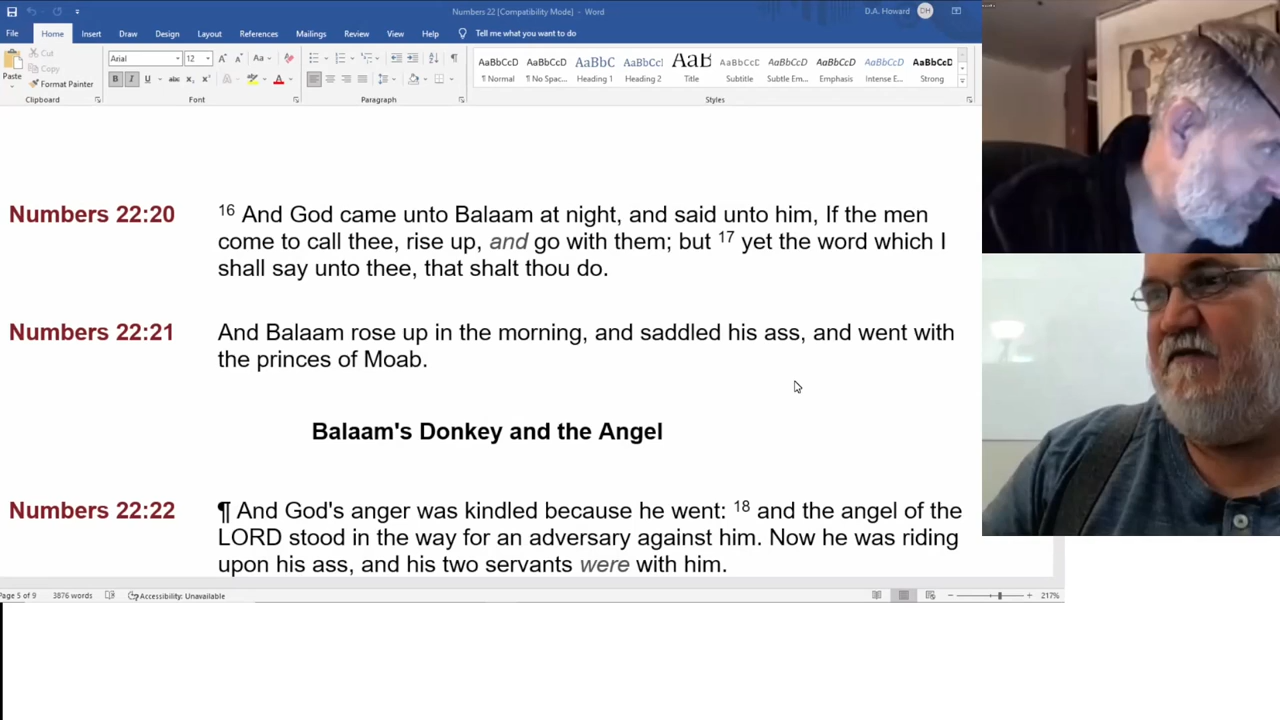 Numbers 22 [Compatibility Mode] - Word
D.A. Howard DH
File Home Insert Draw Design Layout References Mailings Review View Help Tell me what you want to do
Paste
Cut
Copy
Format Painter
Clipboard
Arial 12
Aa
B I U x
Font
Paragraph
AaBbCcD AaBbCcD AaBbC AaBbCcC AaB AaBbCcD AaBbCcD AaBbCcD AaBbCcD AaBbCcD
¶ Normal ¶ No Spac... Heading 1 Heading 2 Title Subtitle Subtle Em... Emphasis Intense E... Strong
Styles
Numbers 22:20 16 And God came unto Balaam at night, and said unto him, If the men
come to call thee, rise up, and go with them; but 17 yet the word which I
shall say unto thee, that shalt thou do.
Numbers 22:21 And Balaam rose up in the morning, and saddled his ass, and went with
the princes of Moab.
Balaam's Donkey and the Angel
Numbers 22:22 ¶ And God's anger was kindled because he went: 18 and the angel of the
LORD stood in the way for an adversary against him. Now he was riding
upon his ass, and his two servants were with him.
Page 5 of 9 3876 words Accessibility: Unavailable 217%